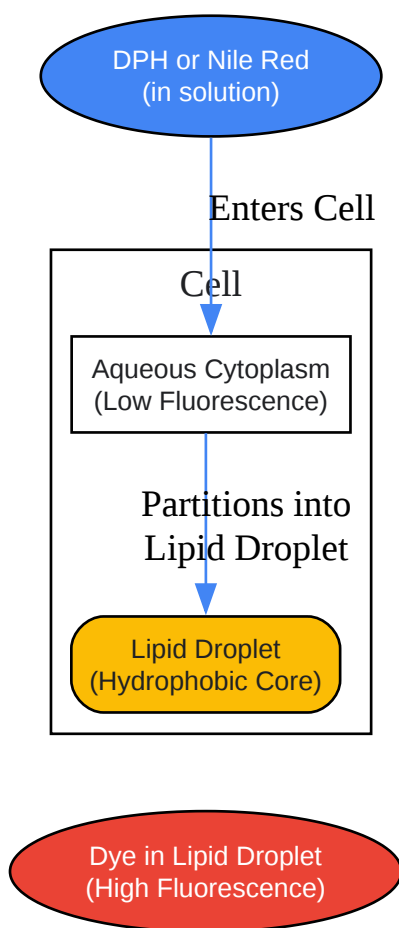 DPH or Nile Red
(in solution)
Enters Cell
Cell
Aqueous Cytoplasm
(Low Fluorescence)
Partitions into
Lipid Droplet
Lipid Droplet
(Hydrophobic Core)
Dye in Lipid Droplet
(High Fluorescence)